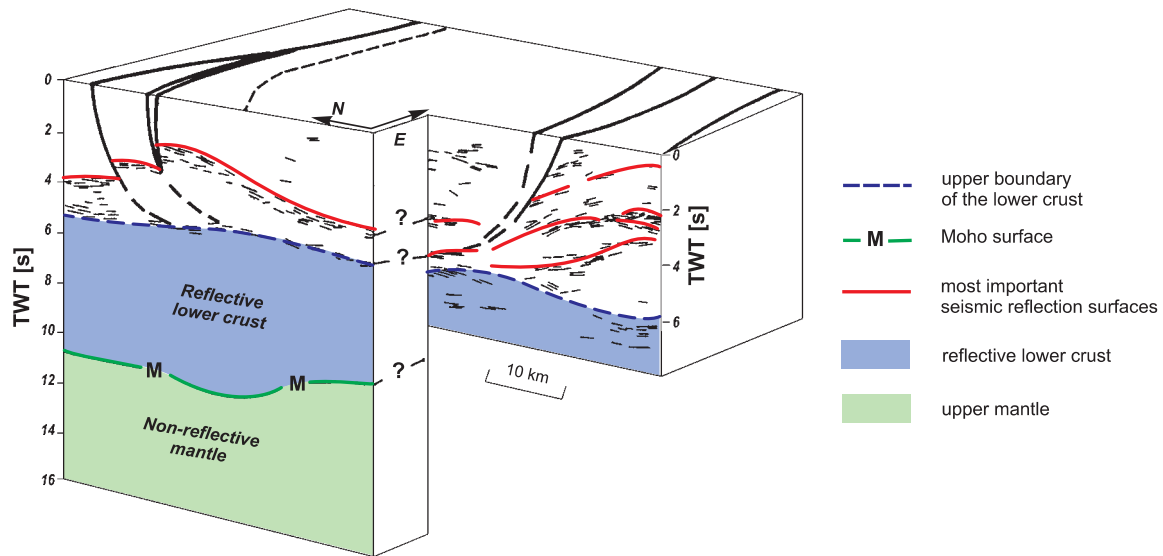 0
2
4
6
8
10
12
14
16
TWT [s]
N
E
?
?
?
Reflective
lower crust
M
M
Non-reflective
mantle
0
2
4
6
TWT [s]
10 km
upper boundary
of the lower crust
M
Moho surface
most important
seismic reflection surfaces
reflective lower crust
upper mantle